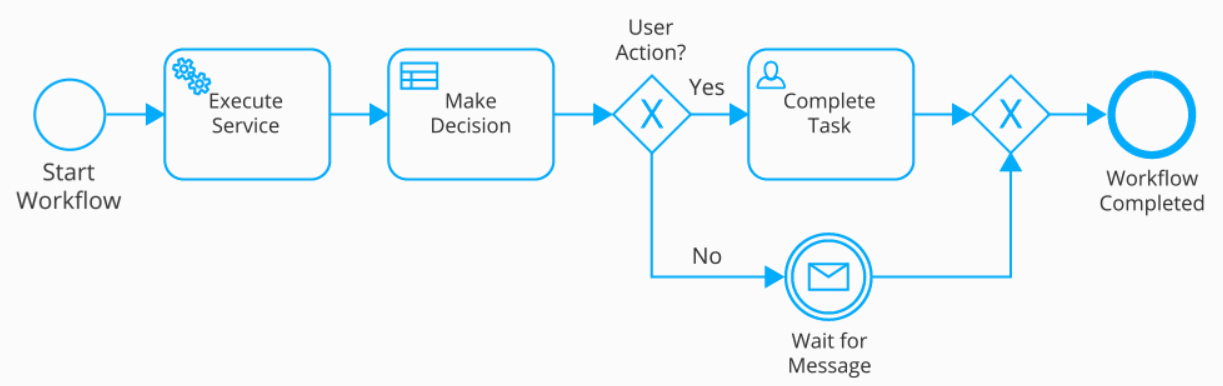 Start
Workflow
Execute
Service
Make
Decision
User
Action?
X
Yes
Complete
Task
X
Workflow
Completed
No
Wait for
Message